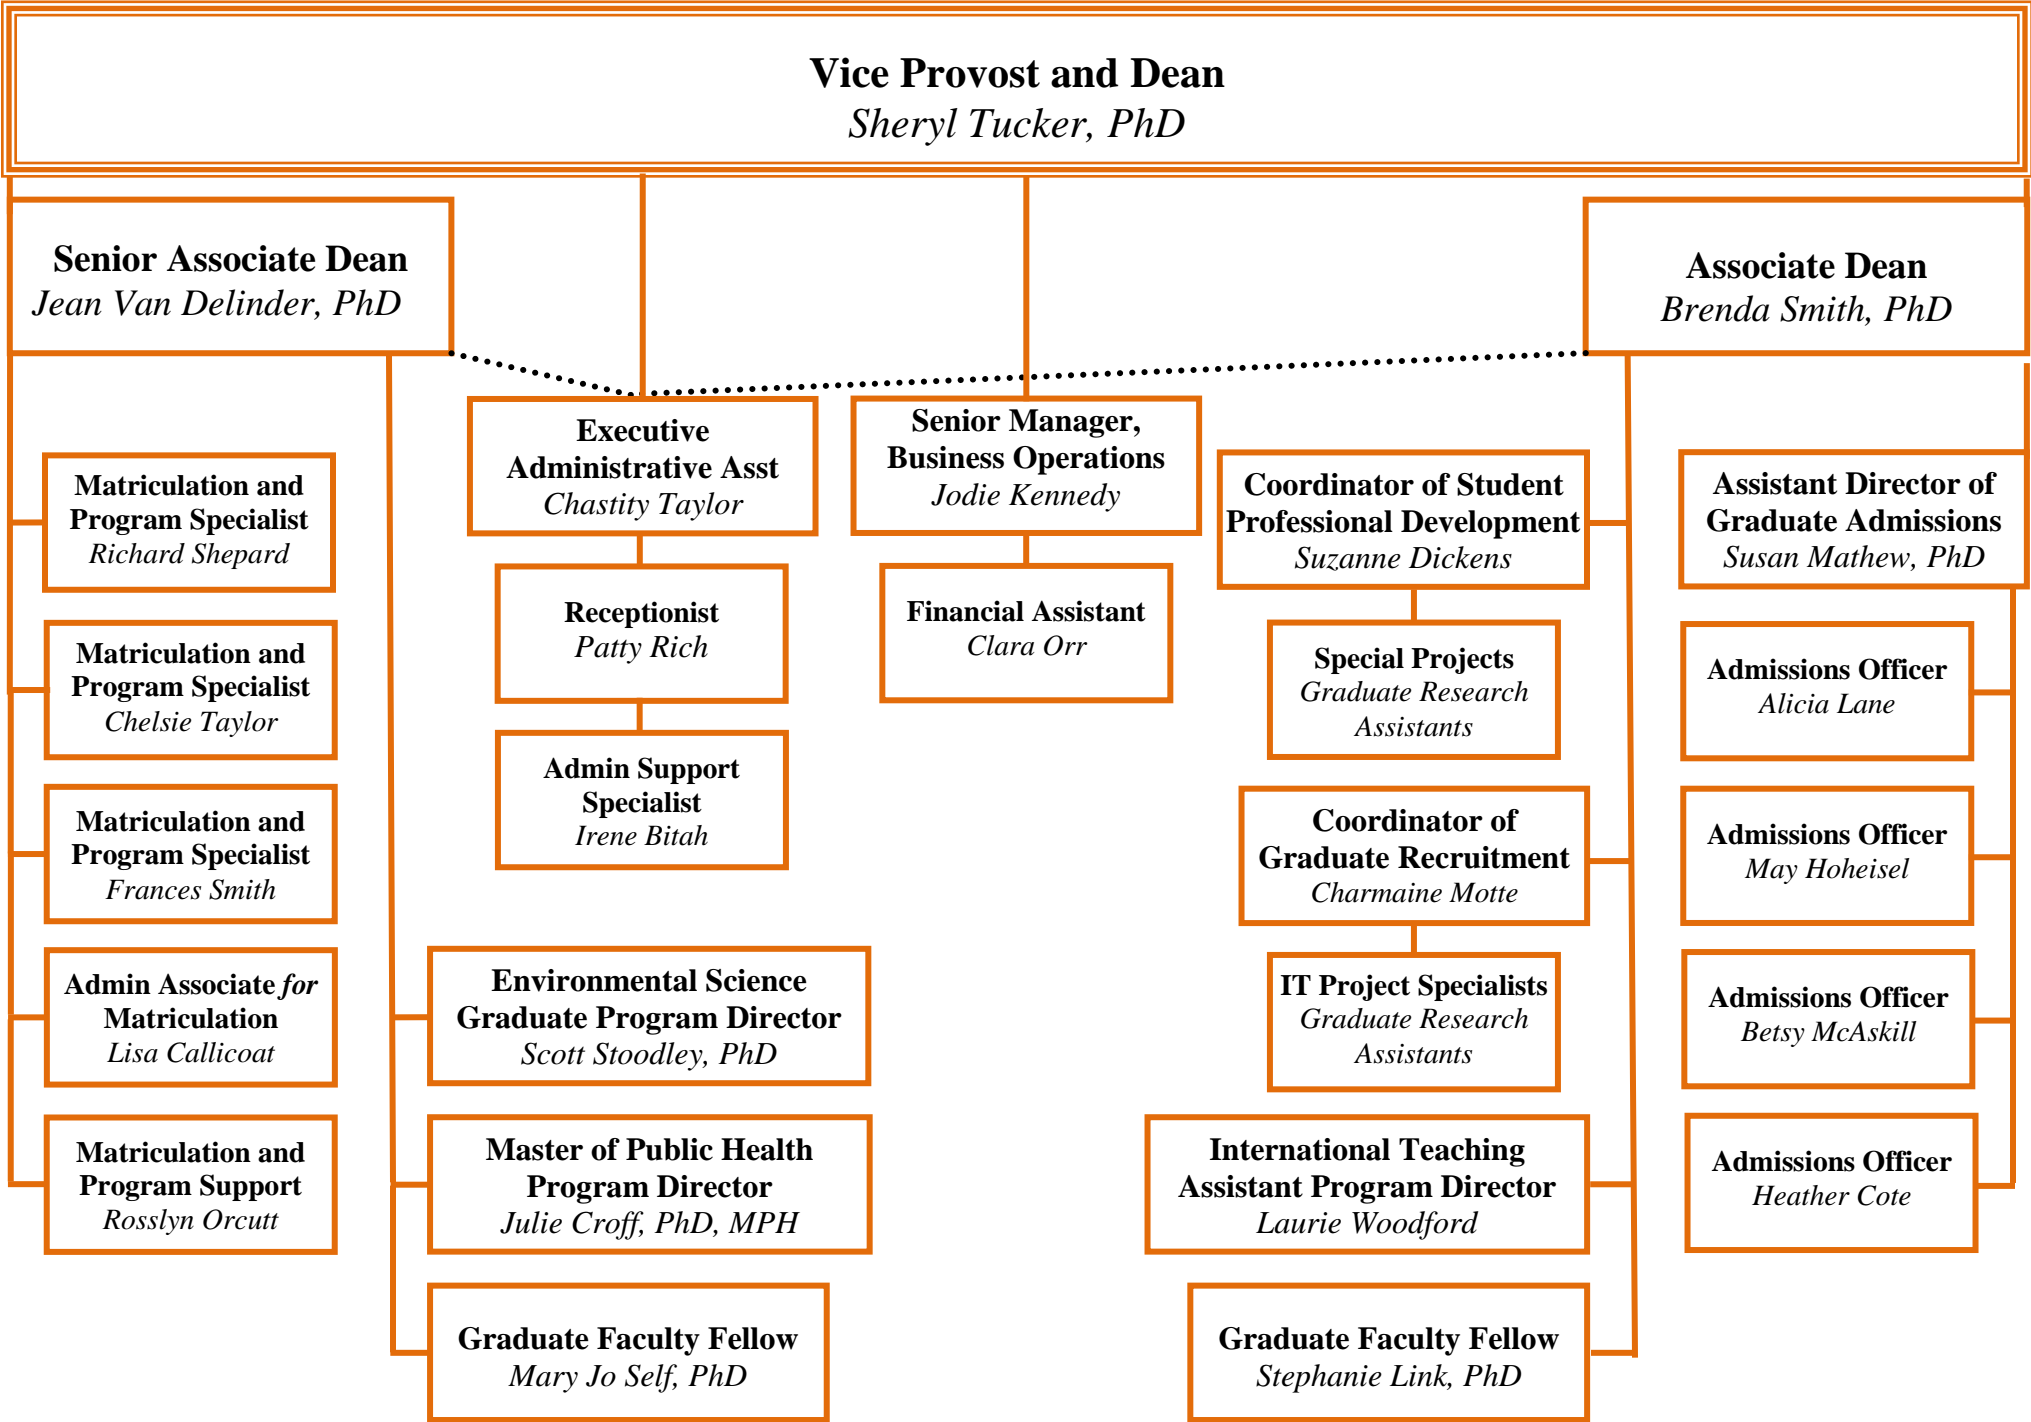 Vice Provost and Dean
Sheryl Tucker, PhD
Senior Associate Dean
Jean Van Delinder, PhD
Associate Dean
Brenda Smith, PhD
Matriculation and
Program Specialist
Richard Shepard
Matriculation and
Program Specialist
Chelsie Taylor
Matriculation and
Program Specialist
Frances Smith
Admin Associate for
Matriculation
Lisa Callicoat
Matriculation and
Program Support
Rosslyn Orcutt
Executive
Administrative Asst
Chastity Taylor
Receptionist
Patty Rich
Admin Support
Specialist
Irene Bitah
Environmental Science
Graduate Program Director
Scott Stoodley, PhD
Master of Public Health
Program Director
Julie Croff, PhD, MPH
Graduate Faculty Fellow
Mary Jo Self, PhD
Senior Manager,
Business Operations
Jodie Kennedy
Financial Assistant
Clara Orr
Coordinator of Student
Professional Development
Suzanne Dickens
Special Projects
Graduate Research
Assistants
Coordinator of
Graduate Recruitment
Charmaine Motte
IT Project Specialists
Graduate Research
Assistants
International Teaching
Assistant Program Director
Laurie Woodford
Graduate Faculty Fellow
Stephanie Link, PhD
Assistant Director of
Graduate Admissions
Susan Mathew, PhD
Admissions Officer
Alicia Lane
Admissions Officer
May Hoheisel
Admissions Officer
Betsy McAskill
Admissions Officer
Heather Cote